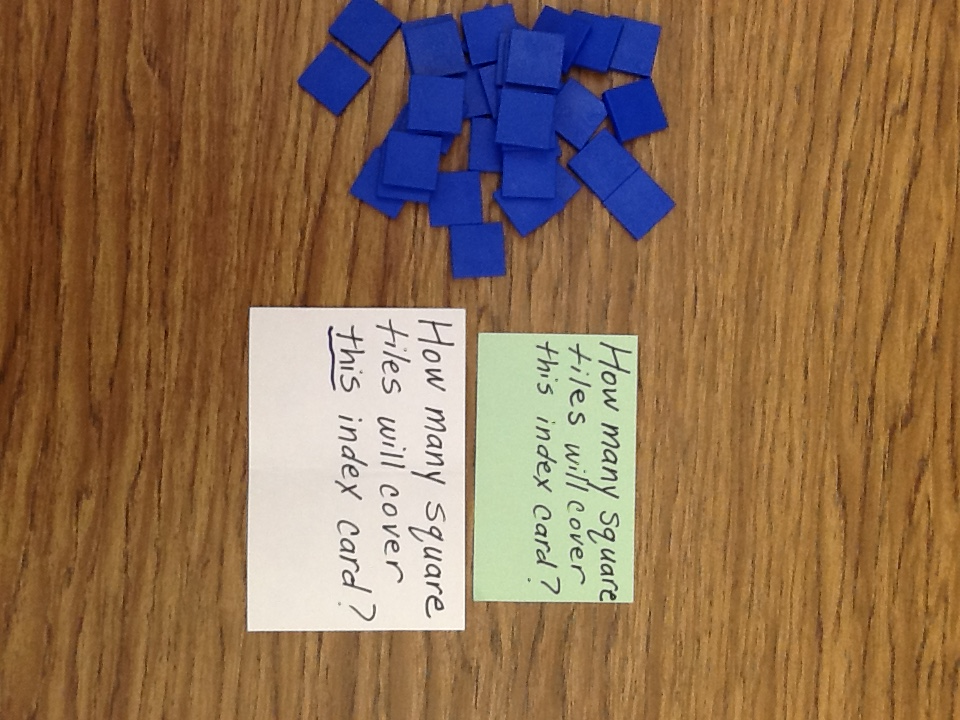 How many square
tiles will cover
this index card?
How many square
tiles will cover
this index card?